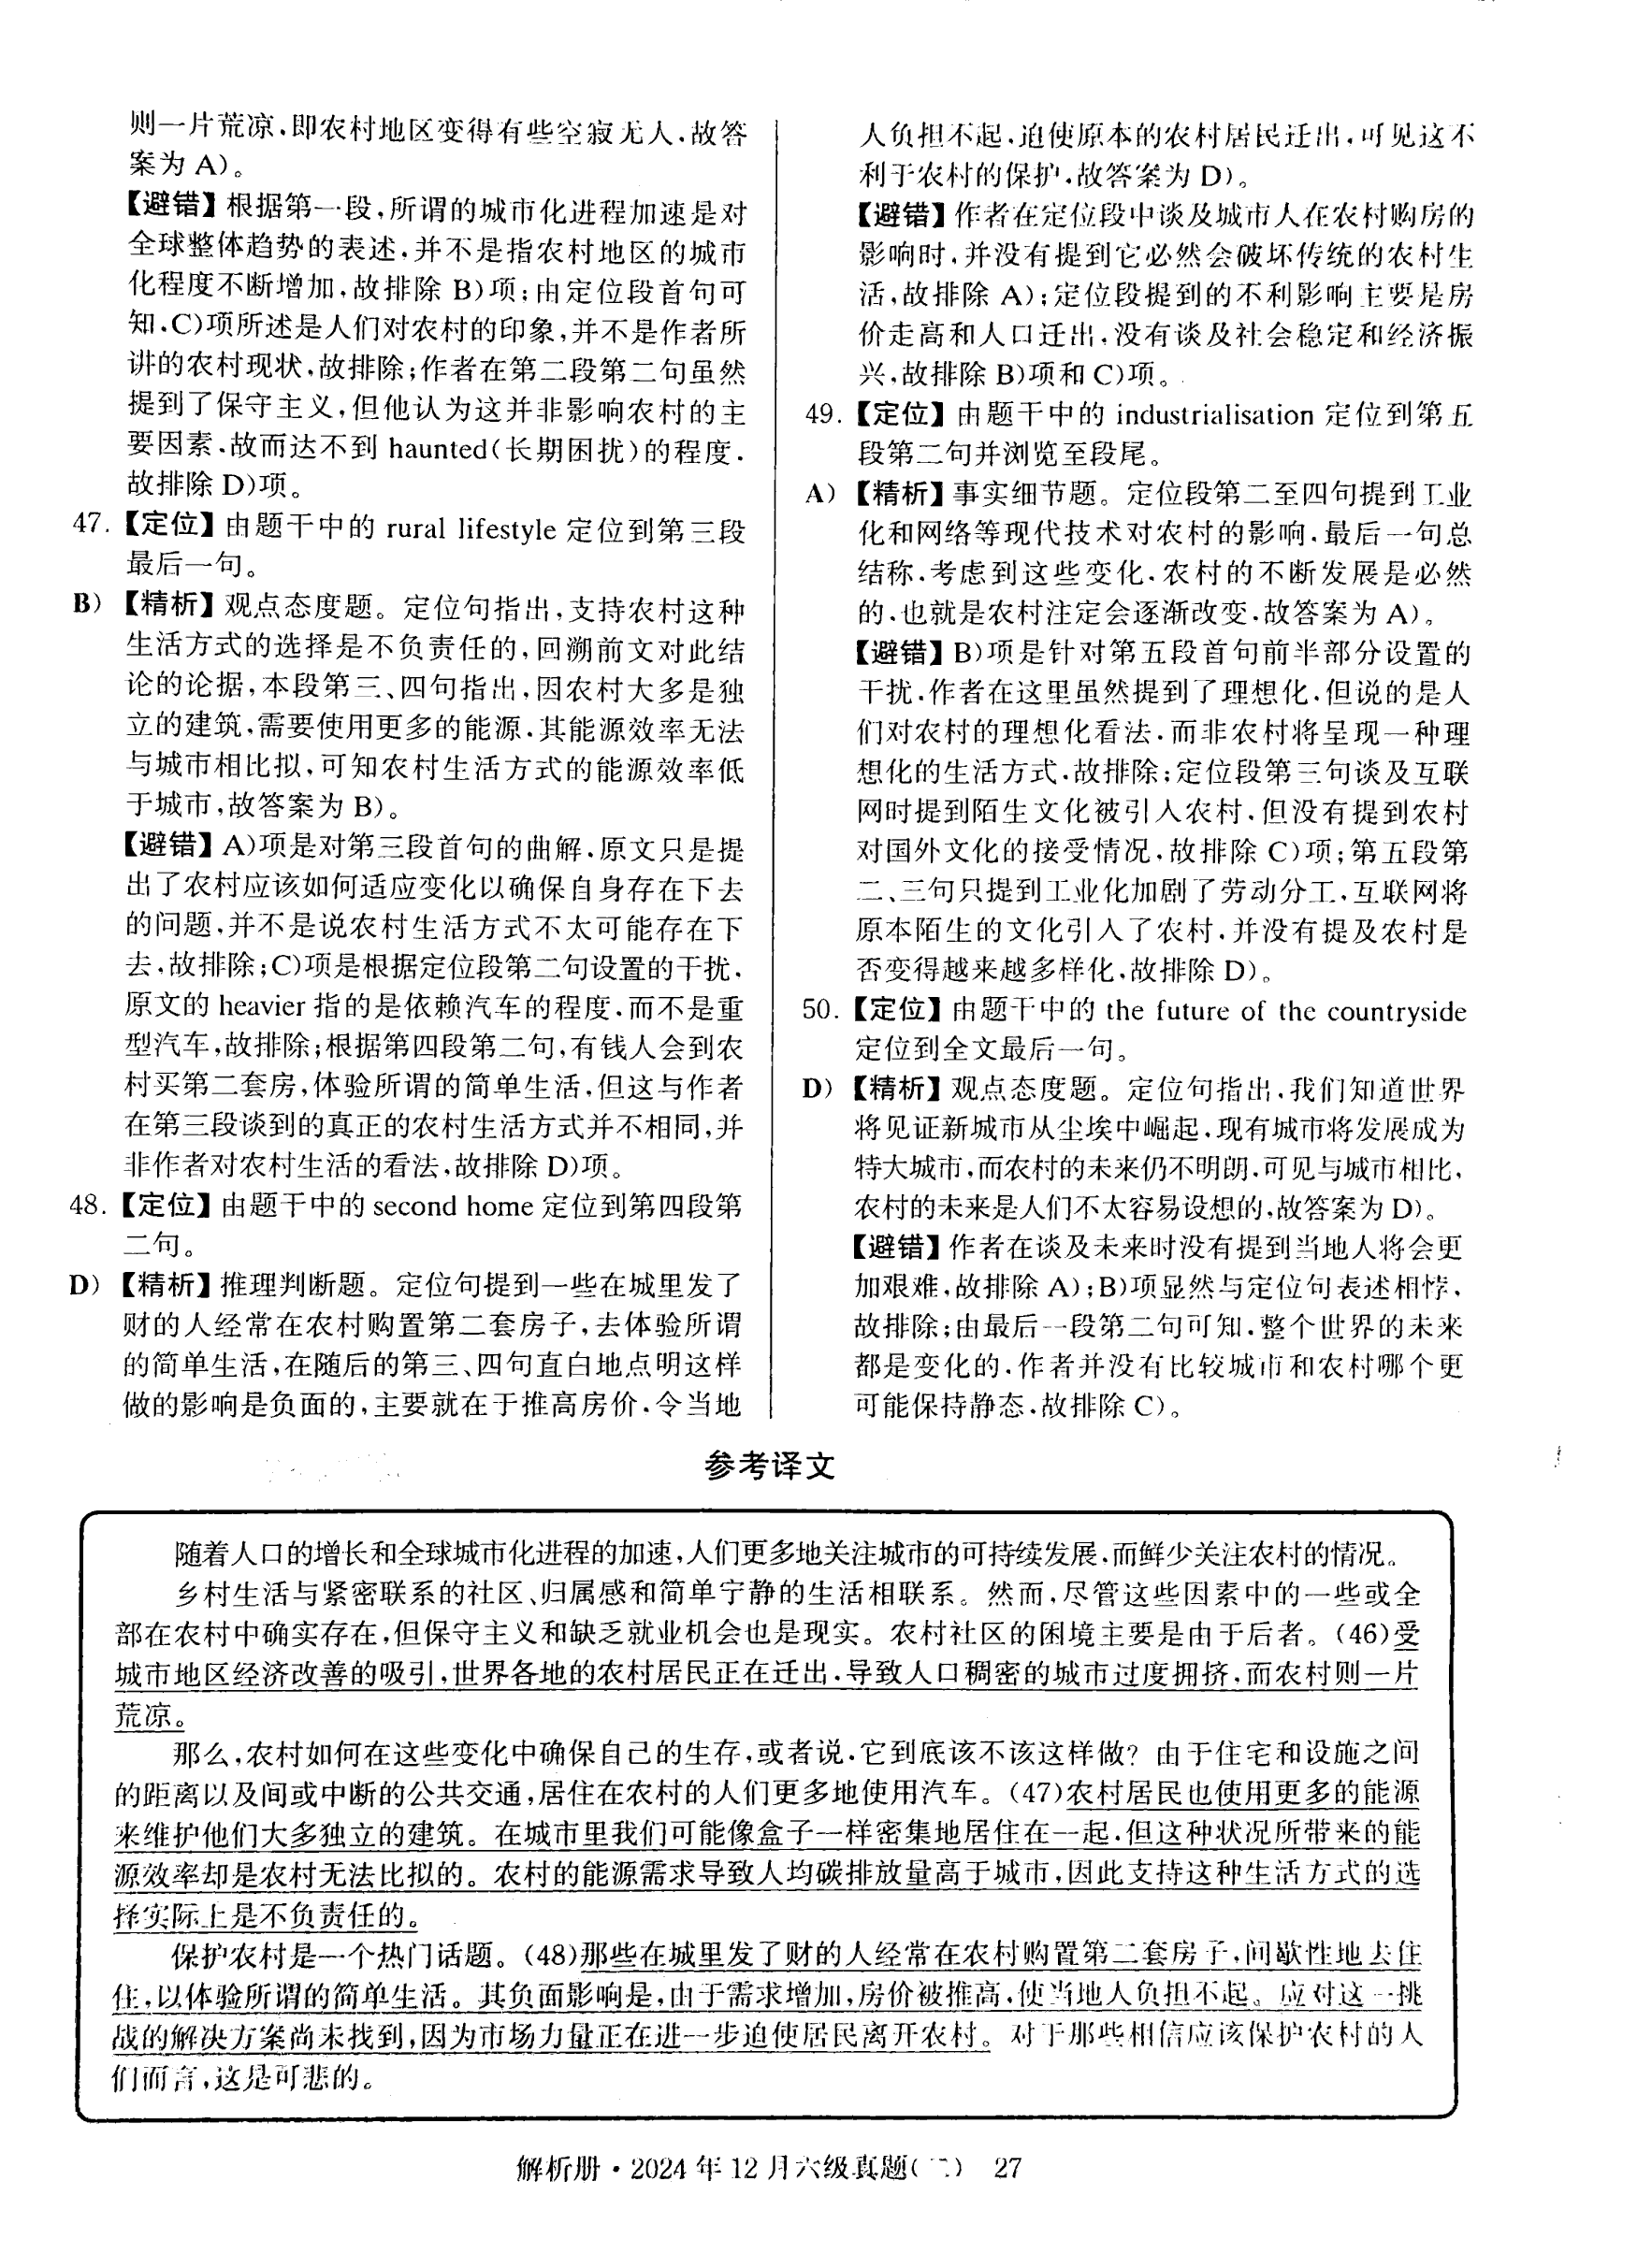 则一片荒凉,即农村地区变得有些空寂无人,故答
案为 A)。
【避错】根据第一段,所谓的城市化进程加速是对
全球整体趋势的表述,并不是指农村地区的城市
化程度不断增加,故排除 B)项;由定位段首句可
知,C)项所述是人们对农村的印象,并不是作者所
讲的农村现状,故排除;作者在第二段第二句虽然
提到了保守主义,但他认为这并非影响农村的主
要因素,故而达不到 haunted(长期困扰)的程度,
故排除 D)项。
47.【定位】由题干中的 rural lifestyle 定位到第三段
最后一句。
B)【精析】观点态度题。定位句指出,支持农村这种
生活方式的选择是不负责任的,回溯前文对此结
论的论据,本段第三、四句指出,因农村大多是独
立的建筑,需要使用更多的能源,其能源效率无法
与城市相比拟,可知农村生活方式的能源效率低
于城市,故答案为 B)。
【避错】A)项是对第三段首句的曲解,原文只是提
出了农村应该如何适应变化以确保自身存在下去
的问题,并不是说农村生活方式不太可能存在下
去,故排除;C)项是根据定位段第二句设置的干扰,
原文的 heavier 指的是依赖汽车的程度,而不是重
型汽车,故排除;根据第四段第二句,有钱人会到农
村买第二套房,体验所谓的简单生活,但这与作者
在第三段谈到的真正的农村生活方式并不相同,并
非作者对农村生活的看法,故排除 D)项。
48.【定位】由题干中的 second home 定位到第四段第
二句。
D)【精析】推理判断题。定位句提到一些在城里发了
财的人经常在农村购置第二套房子,去体验所谓
的简单生活,在随后的第三、四句直白地点明这样
做的影响是负面的,主要就在于推高房价,令当地
人负担不起,迫使原本的农村居民迁出,可见这不
利于农村的保护,故答案为 D)。
【避错】作者在定位段中谈及城市人在农村购房的
影响时,并没有提到它必然会破坏传统的农村生
活,故排除 A);定位段提到的不利影响主要是房
价走高和人口迁出,没有谈及社会稳定和经济振
兴,故排除 B)项和 C)项。
49.【定位】由题干中的 industrialisation 定位到第五
段第二句并浏览至段尾。
A)【精析】事实细节题。定位段第二至四句提到工业
化和网络等现代技术对农村的影响,最后一句总
结称,考虑到这些变化,农村的不断发展是必然
的,也就是农村注定会逐渐改变,故答案为 A)。
【避错】B)项是针对第五段首句前半部分设置的
干扰,作者在这里虽然提到了理想化,但说的是人
们对农村的理想化看法,而非农村将呈现一种理
想化的生活方式,故排除;定位段第三句谈及互联
网时提到陌生文化被引入农村,但没有提到农村
对国外文化的接受情况,故排除 C)项;第五段第
二、三句只提到工业化加剧了劳动分工,互联网将
原本陌生的文化引入了农村,并没有提及农村是
否变得越来越多样化,故排除 D)。
50.【定位】由题干中的 the future of the countryside
定位到全文最后一句。
D)【精析】观点态度题。定位句指出,我们知道世界
将见证新城市从尘埃中崛起,现有城市将发展成为
特大城市,而农村的未来仍不明朗,可见与城市相比,
农村的未来是人们不太容易设想的,故答案为 D)。
【避错】作者在谈及未来时没有提到当地人将会更
加艰难,故排除 A);B)项显然与定位句表述相悖,
故排除;由最后一段第二句可知,整个世界的未来
都是变化的,作者并没有比较城市和农村哪个更
可能保持静态,故排除 C)。
参考译文
随着人口的增长和全球城市化进程的加速,人们更多地关注城市的可持续发展,而鲜少关注农村的情况。
乡村生活与紧密联系的社区、归属感和简单宁静的生活相联系。然而,尽管这些因素中的一些或全
部在农村中确实存在,但保守主义和缺乏就业机会也是现实。农村社区的困境主要是由于后者。(46)受
城市地区经济改善的吸引,世界各地的农村居民正在迁出,导致人口稠密的城市过度拥挤,而农村则一片
荒凉。
那么,农村如何在这些变化中确保自己的生存,或者说,它到底该不该这样做?由于住宅和设施之间
的距离以及间或中断的公共交通,居住在农村的人们更多地使用汽车。(47)农村居民也使用更多的能源
来维护他们大多独立的建筑。在城市里我们可能像盒子一样密集地居住在一起,但这种状况所带来的能
源效率却是农村无法比拟的。农村的能源需求导致人均碳排放量高于城市,因此支持这种生活方式的选
择实际上是不负责任的。
保护农村是一个热门话题。(48)那些在城里发了财的人经常在农村购置第二套房子,间歇性地去住
住,以体验所谓的简单生活。其负面影响是,由于需求增加,房价被推高,使当地人负担不起。应对这一挑
战的解决方案尚未找到,因为市场力量正在进一步迫使居民离开农村。对于那些相信应该保护农村的人
们而言,这是可悲的。
解析册·2024 年 12 月六级真题(二) 27